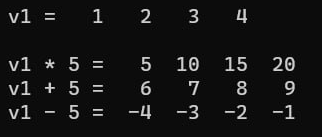 v1 =   1   2   3   4
v1 * 5 =   5  10  15  20
v1 + 5 =   6   7   8   9
v1 - 5 =  -4  -3  -2  -1